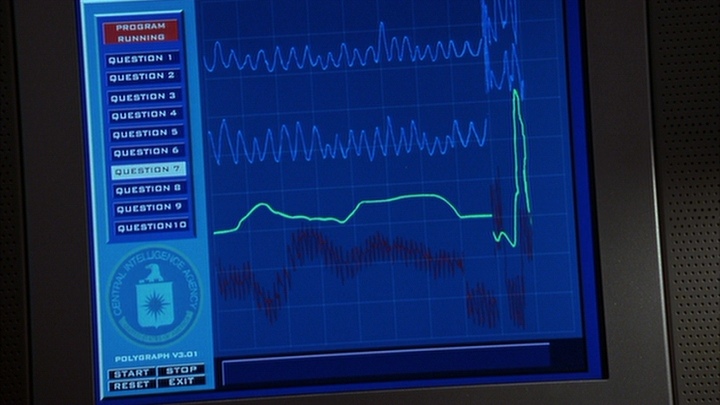 PROGRAM
RUNNING
QUESTION 1
QUESTION 2
QUESTION 3
QUESTION 4
QUESTION 5
QUESTION 6
QUESTION 7
QUESTION 8
QUESTION 9
QUESTION10
CENTRAL INTELLIGENCE AGENCY
POLYGRAPH V3.01
START STOP
RESET EXIT